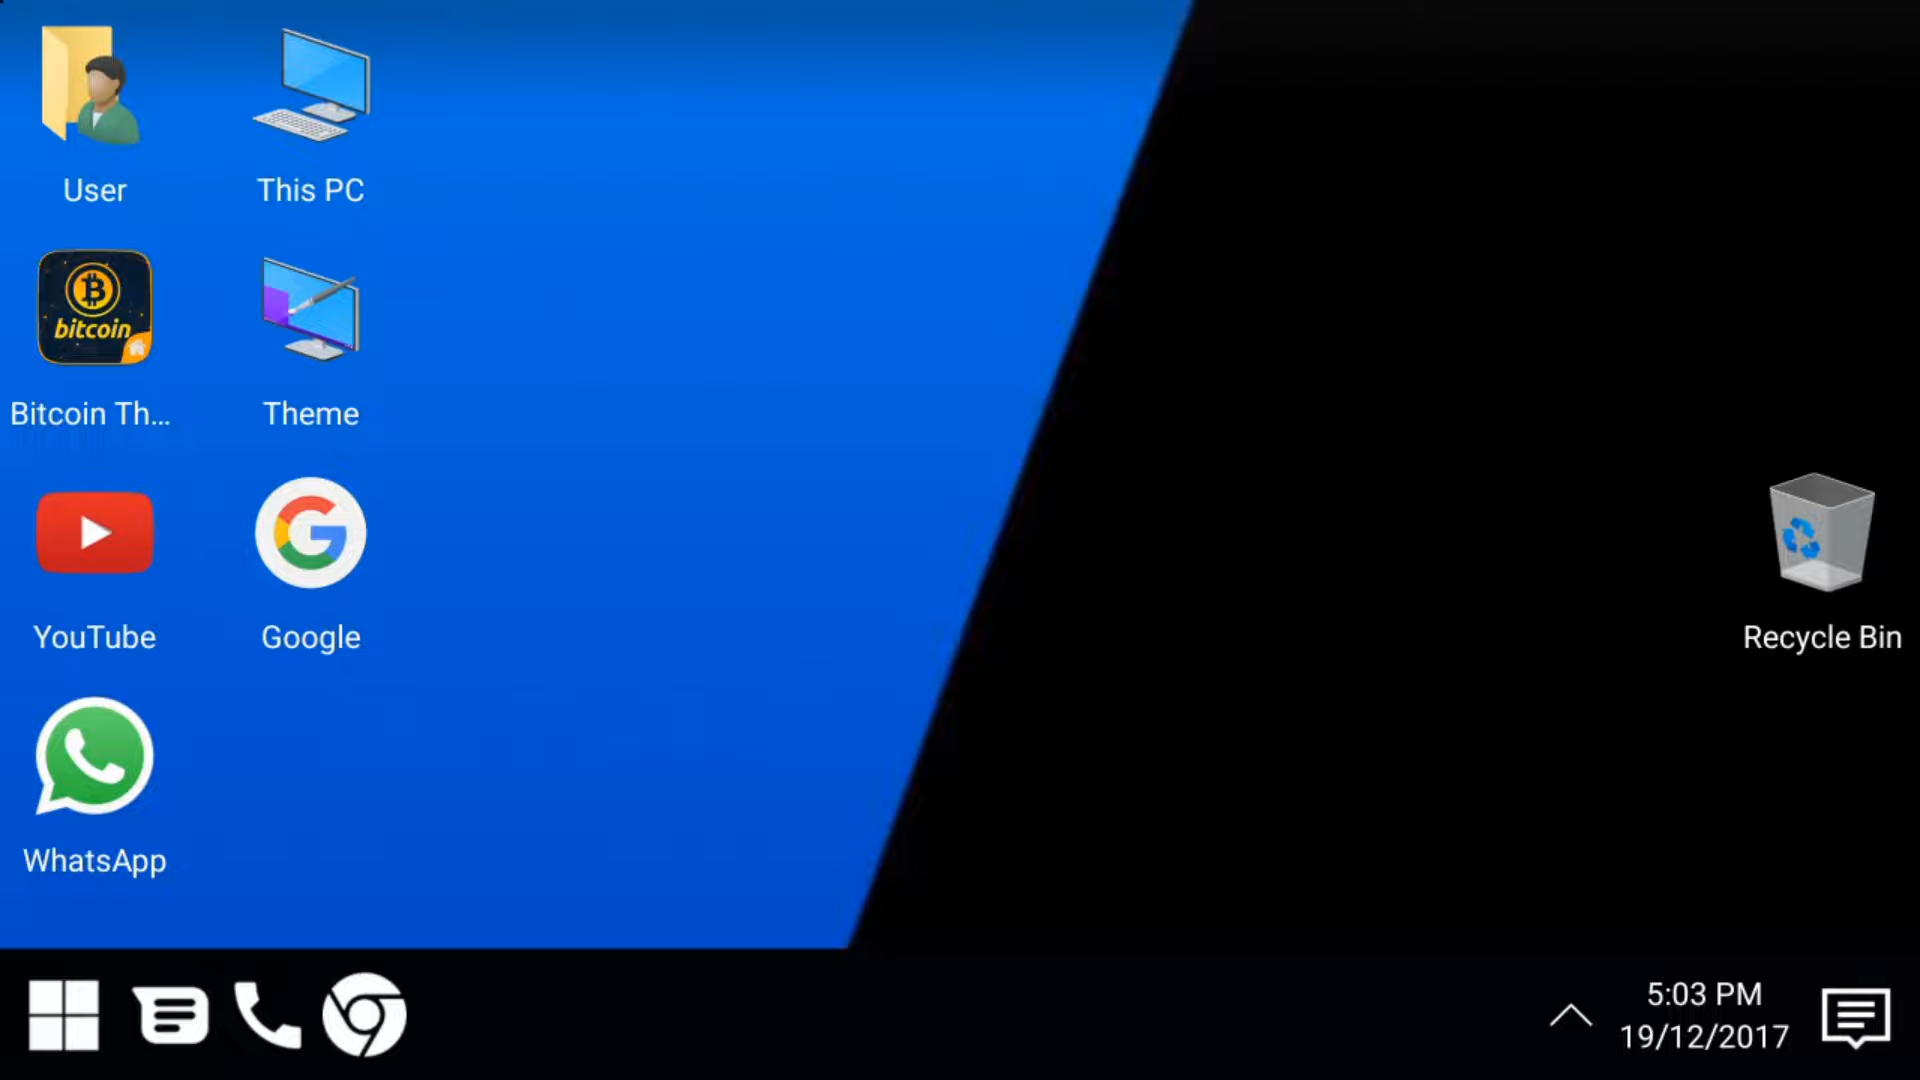 User
This PC
bitcoin
Bitcoin Th...
Theme
YouTube
Google
Recycle Bin
WhatsApp
5:03 PM
19/12/2017